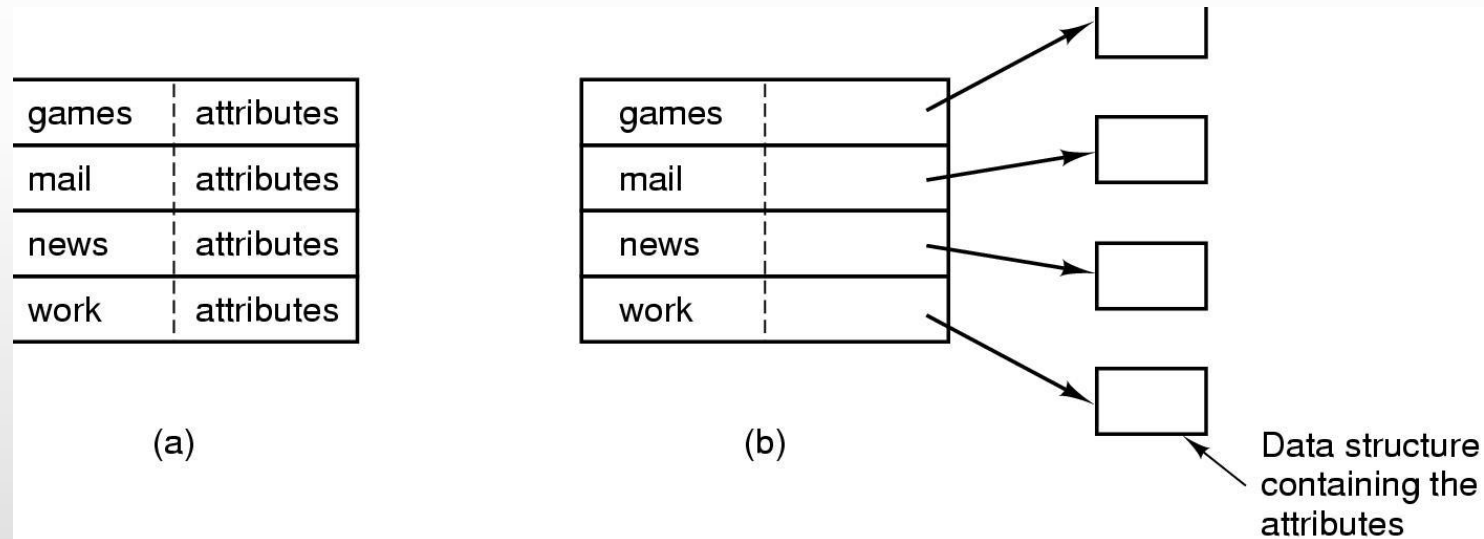 games attributes
mail attributes
news attributes
work attributes
(a)
games
mail
news
work
(b)
Data structure
containing the
attributes